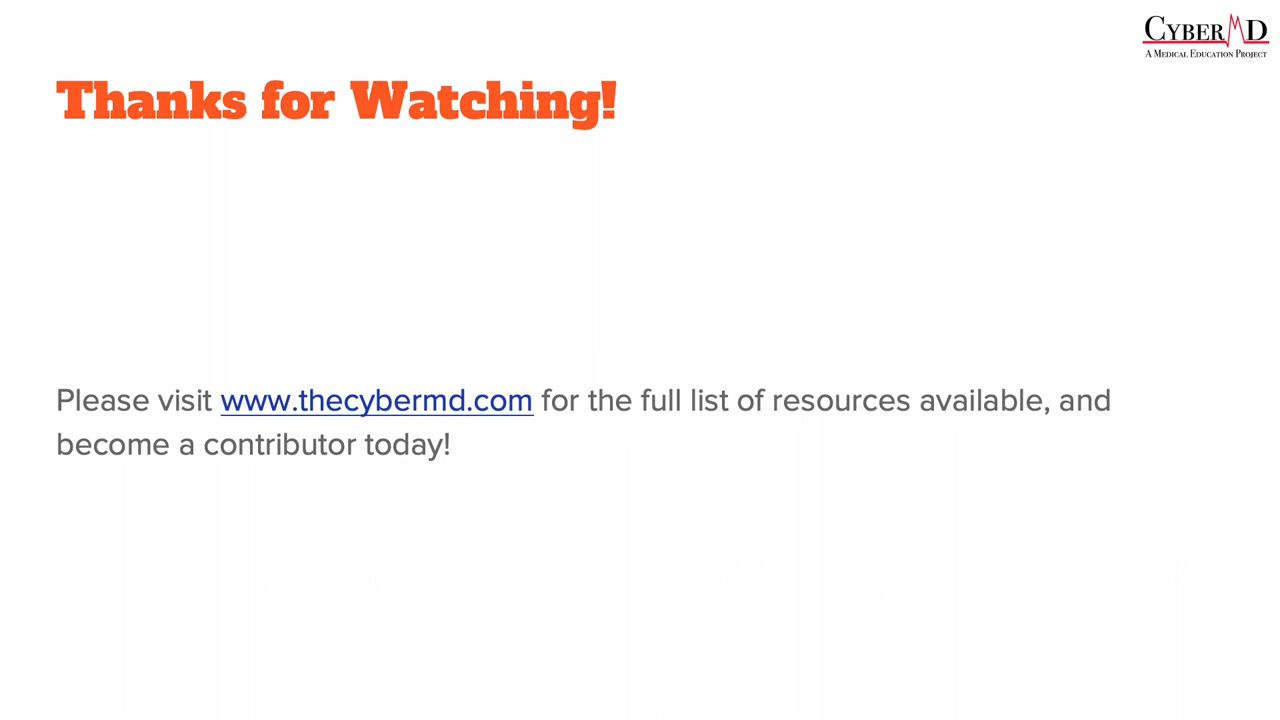 CYBERMD
A MEDICAL EDUCATION PROJECT
Thanks for Watching!
Please visit www.thecybermd.com for the full list of resources available, and
become a contributor today!